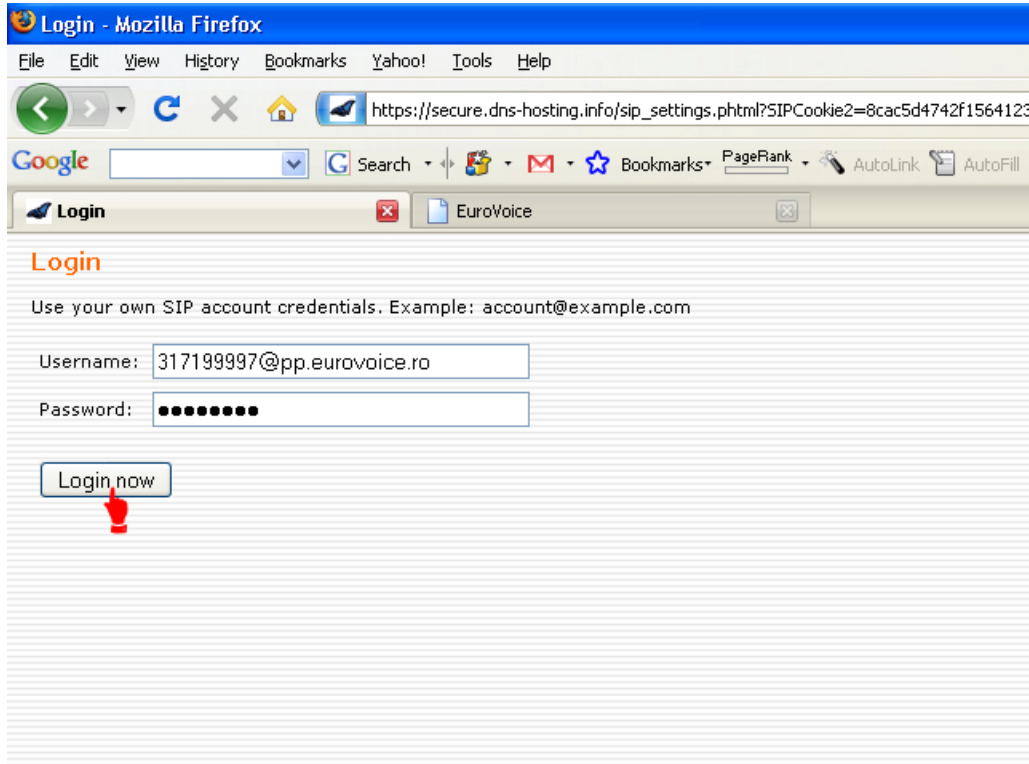 Login - Mozilla Firefox
File Edit View History Bookmarks Yahoo! Tools Help
https://secure.dns-hosting.info/sip_settings.phtml?SIPCookie2=8cac5d4742f1564123
Google G Search Bookmarks PageRank AutoLink AutoFill
Login EuroVoice
Login
Use your own SIP account credentials. Example: account@example.com
Username: 317199997@pp.eurovoice.ro
Password: ●●●●●●●●
Login now